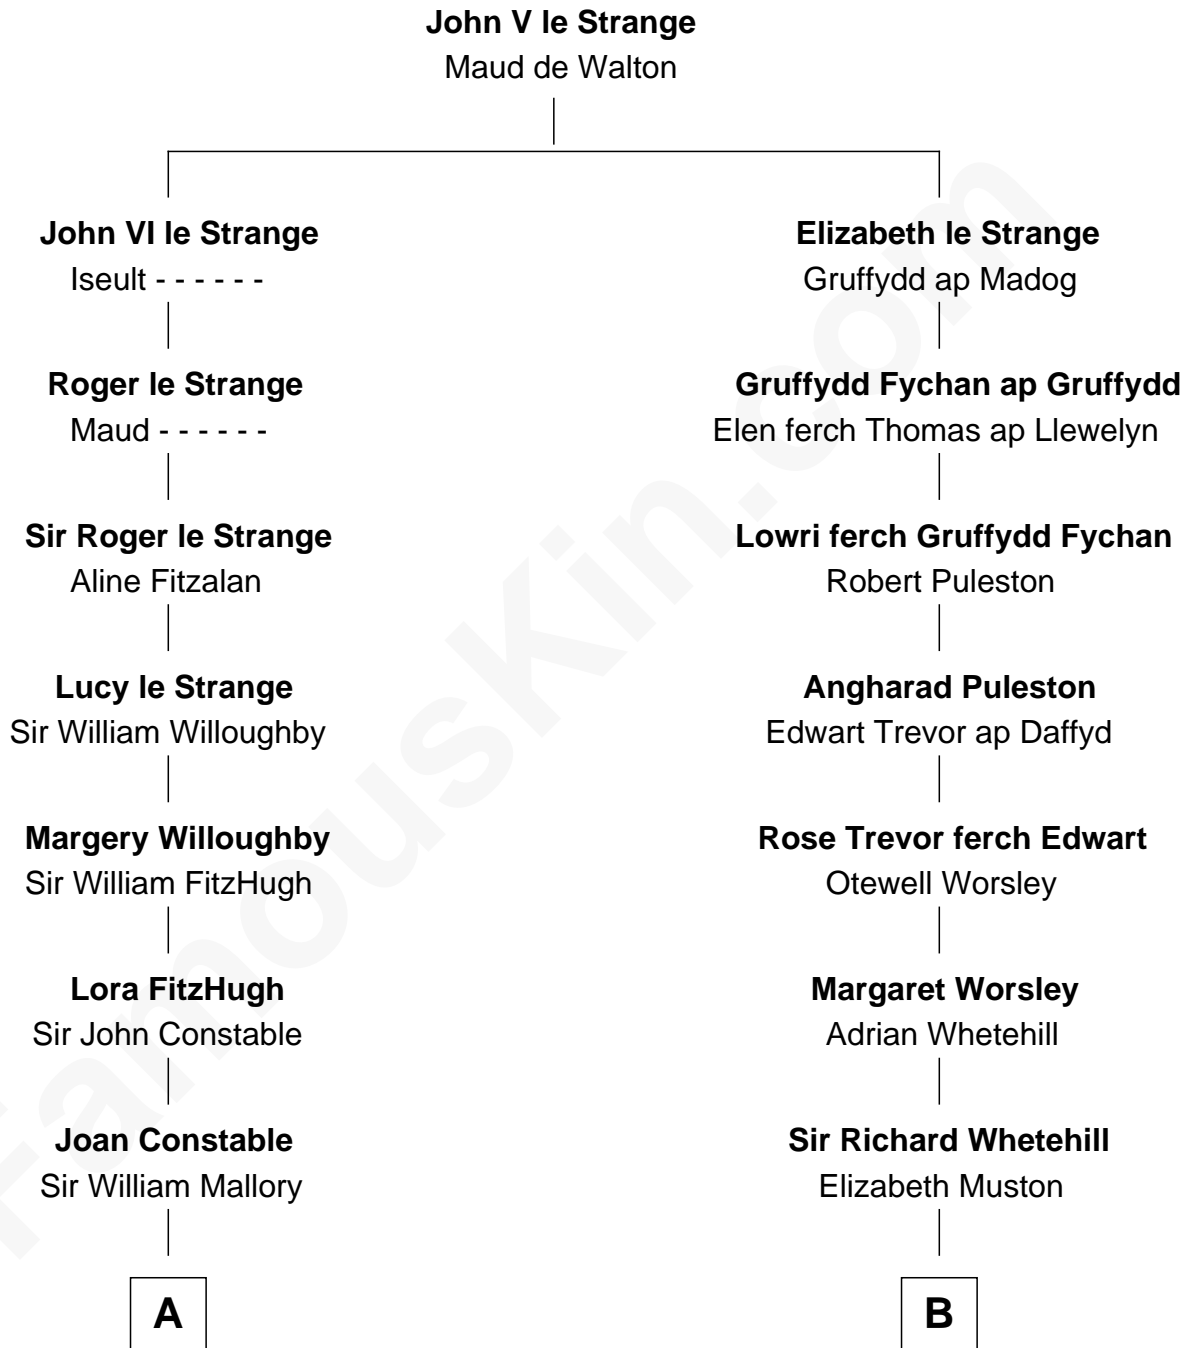 John V le Strange
Maud de Walton
John VI le Strange
Iseult - - - - - -
Roger le Strange
Maud - - - - - -
Sir Roger le Strange
Aline Fitzalan
Lucy le Strange
Sir William Willoughby
Margery Willoughby
Sir William FitzHugh
Lora FitzHugh
Sir John Constable
Joan Constable
Sir William Mallory
A
Elizabeth le Strange
Gruffydd ap Madog
Gruffydd Fychan ap Gruffydd
Elen ferch Thomas ap Llewelyn
Lowri ferch Gruffydd Fychan
Robert Puleston
Angharad Puleston
Edwart Trevor ap Daffyd
Rose Trevor ferch Edwart
Otewell Worsley
Margaret Worsley
Adrian Whetehill
Sir Richard Whetehill
Elizabeth Muston
B
FamousKin.com